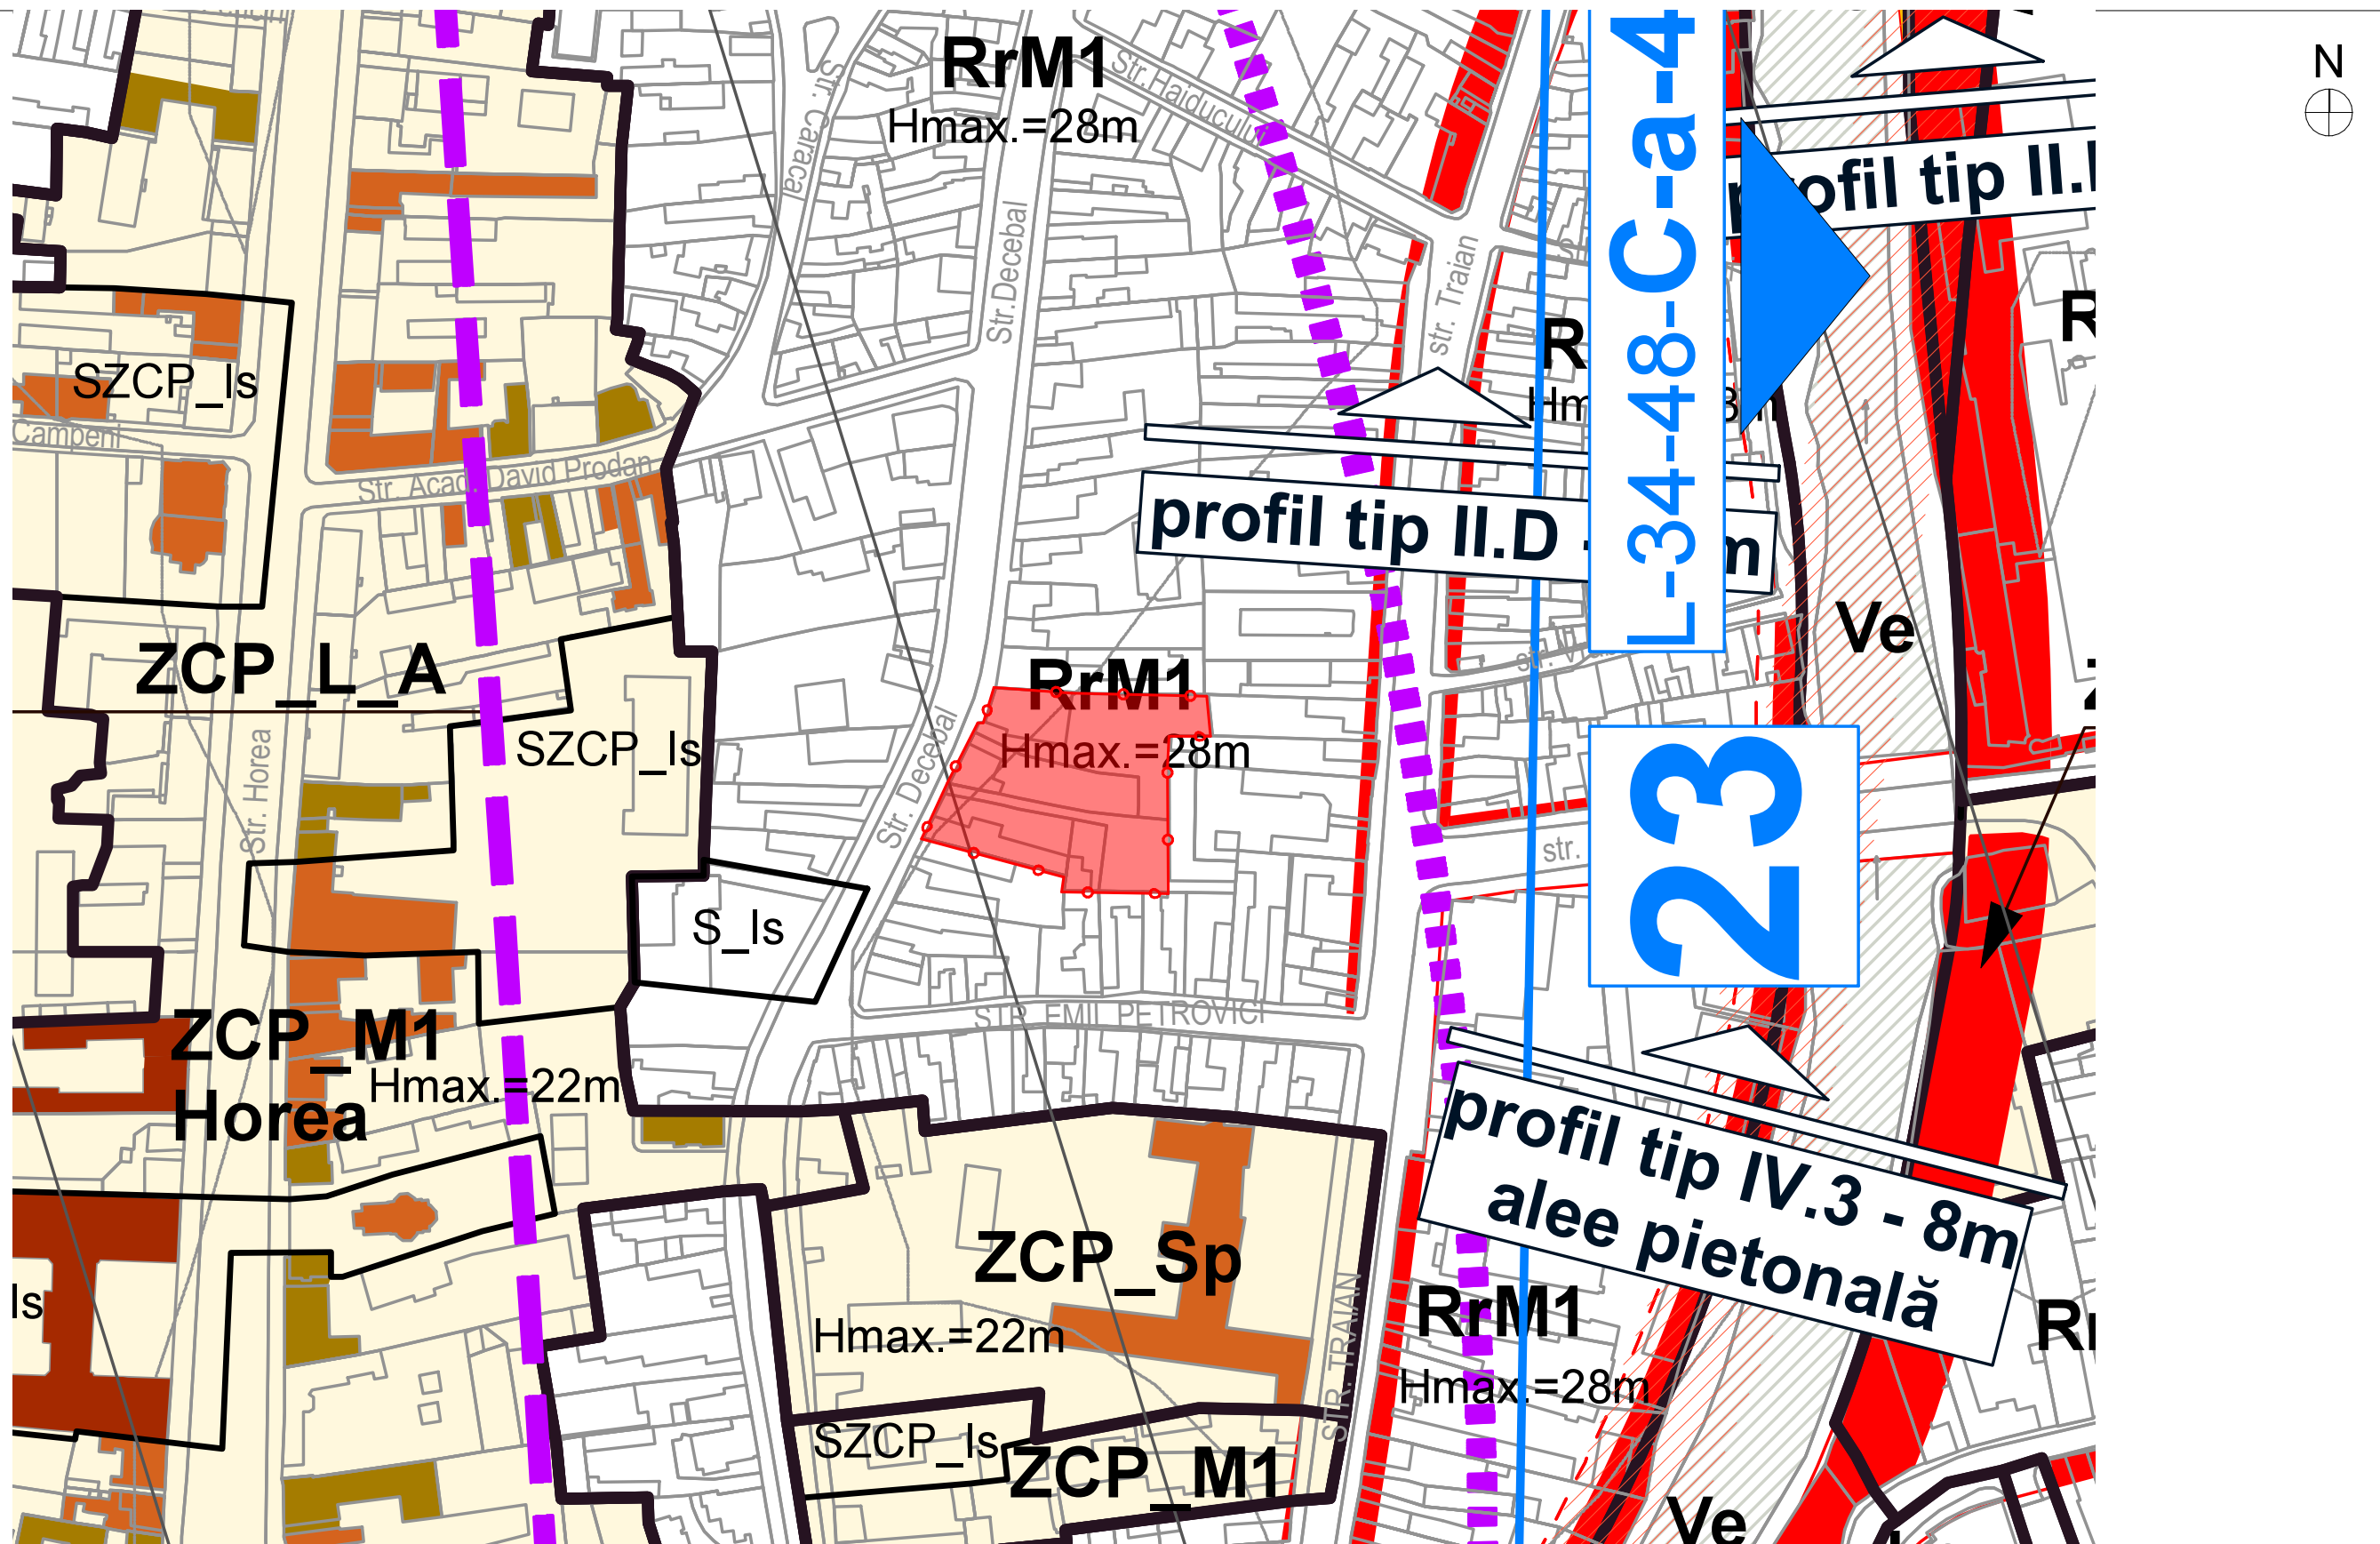 N
RrM1
Hmax.=28m
Str. Caracal
Str.Haiducului
Str.Decebal
str. Traian
L-34-48-C-a-4
profil tip II.
SZCP_Is
Campeni
Str. Acad. David Prodan
profil tip II.D
m
Ve
ZCP_L_A
RrM1
Hmax.=28m
SZCP_Is
Str. Horea
Str. Decebal
str.
23
S_Is
STR. EMIL PETROVICI
ZCP_M1
Horea
Hmax.=22m
profil tip IV.3 - 8m
alee pietonală
ZCP_Sp
Hmax.=22m
Is
STR. TRAIAN
RrM1
Hmax.=28m
SZCP_Is
ZCP_M1
Ve